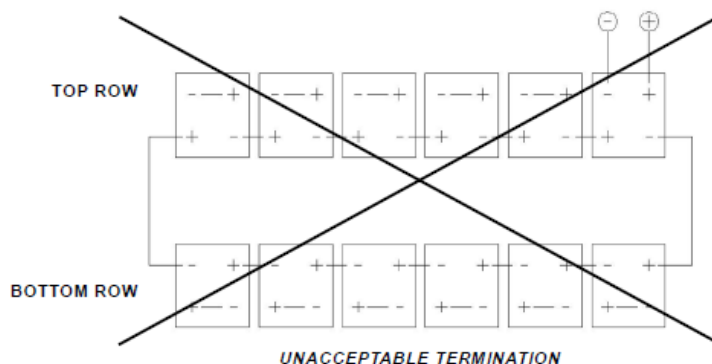 - +
TOP ROW - + - + - + - + - + - +
+ - + - + - + - + - + -
- + - + - + - + - + - +
BOTTOM ROW + - + - + - + - + - + -
UNACCEPTABLE TERMINATION